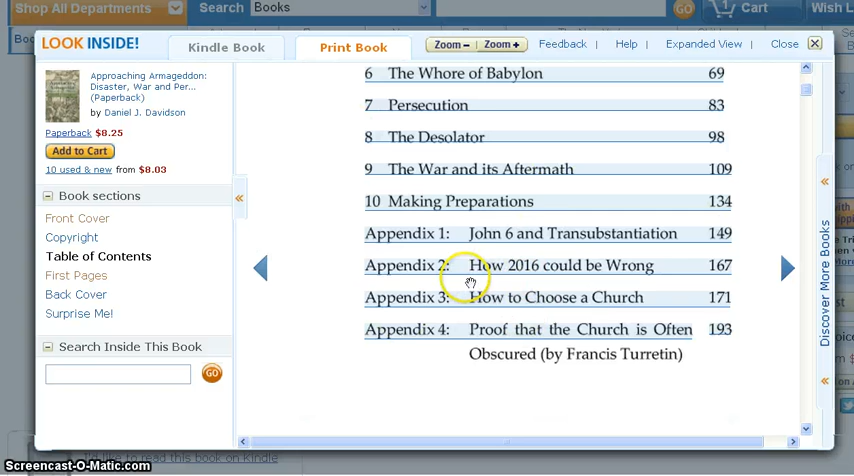 Shop All Departments
Search
Books
GO
1
Cart
Wish L
LOOK INSIDE!
Kindle Book
Print Book
Zoom –
Zoom +
Feedback |
Help |
Expanded View |
Close
Approaching Armageddon:
Disaster, War and Per...
(Paperback)
by Daniel J. Davidson
Paperback $8.25
Add to Cart
10 used & new from $8.03
Book sections
Front Cover
Copyright
Table of Contents
First Pages
Back Cover
Surprise Me!
Search Inside This Book
GO
6 The Whore of Babylon 69
7 Persecution 83
8 The Desolator 98
9 The War and its Aftermath 109
10 Making Preparations 134
Appendix 1: John 6 and Transubstantiation 149
Appendix 2: How 2016 could be Wrong 167
Appendix 3: How to Choose a Church 171
Appendix 4: Proof that the Church is Often 193
Obscured (by Francis Turretin)
Discover More Books
I'd like to read this book on Kindle
Screencast-O-Matic.com